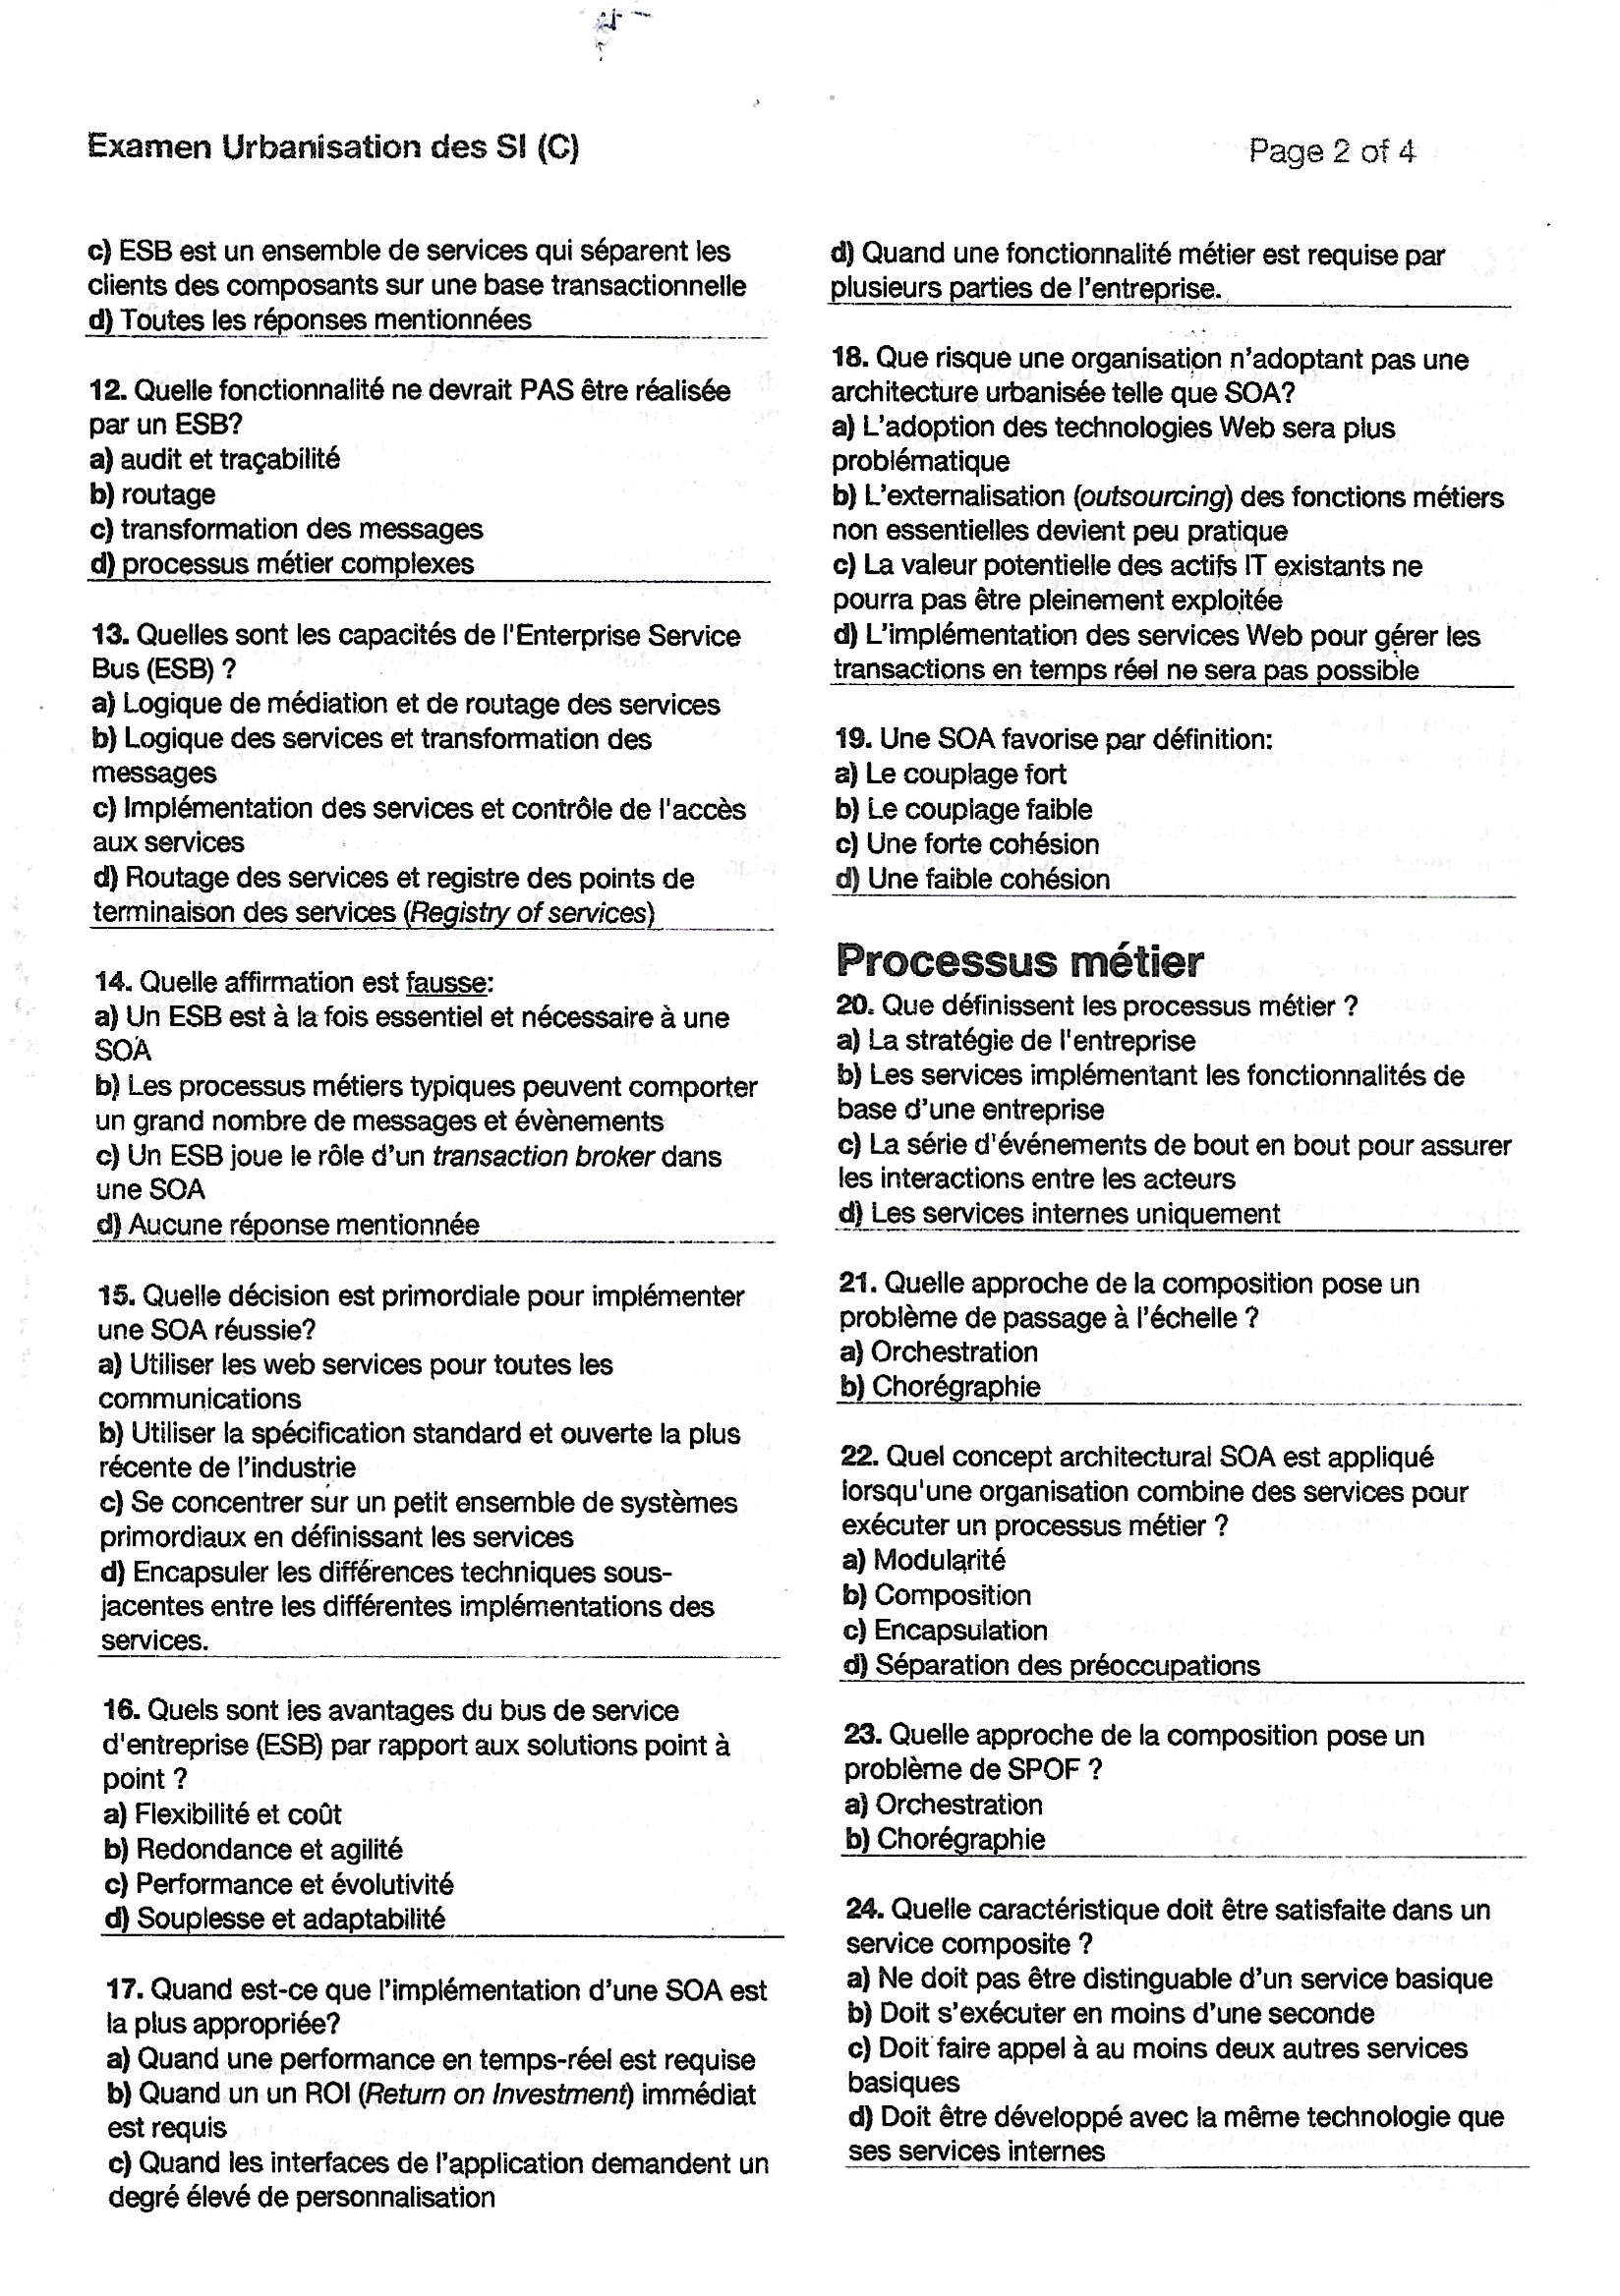 Examen Urbanisation des SI (C)
Page 2 of 4
c) ESB est un ensemble de services qui séparent les
clients des composants sur une base transactionnelle
d) Toutes les réponses mentionnées
12. Quelle fonctionnalité ne devrait PAS être réalisée
par un ESB?
a) audit et traçabilité
b) routage
c) transformation des messages
d) processus métier complexes
13. Quelles sont les capacités de l'Enterprise Service
Bus (ESB) ?
a) Logique de médiation et de routage des services
b) Logique des services et transformation des
messages
c) Implémentation des services et contrôle de l'accès
aux services
d) Routage des services et registre des points de
terminaison des services (Registry of services)
14. Quelle affirmation est fausse:
a) Un ESB est à la fois essentiel et nécessaire à une
SOA
b) Les processus métiers typiques peuvent comporter
un grand nombre de messages et évènements
c) Un ESB joue le rôle d'un transaction broker dans
une SOA
d) Aucune réponse mentionnée
15. Quelle décision est primordiale pour implémenter
une SOA réussie?
a) Utiliser les web services pour toutes les
communications
b) Utiliser la spécification standard et ouverte la plus
récente de l'industrie
c) Se concentrer sur un petit ensemble de systèmes
primordiaux en définissant les services
d) Encapsuler les différences techniques sous-
jacentes entre les différentes implémentations des
services.
16. Quels sont les avantages du bus de service
d'entreprise (ESB) par rapport aux solutions point à
point ?
a) Flexibilité et coût
b) Redondance et agilité
c) Performance et évolutivité
d) Souplesse et adaptabilité
17. Quand est-ce que l'implémentation d'une SOA est
la plus appropriée?
a) Quand une performance en temps-réel est requise
b) Quand un un ROI (Return on Investment) immédiat
est requis
c) Quand les interfaces de l'application demandent un
degré élevé de personnalisation
d) Quand une fonctionnalité métier est requise par
plusieurs parties de l'entreprise.
18. Que risque une organisation n'adoptant pas une
architecture urbanisée telle que SOA?
a) L'adoption des technologies Web sera plus
problématique
b) L'externalisation (outsourcing) des fonctions métiers
non essentielles devient peu pratique
c) La valeur potentielle des actifs IT existants ne
pourra pas être pleinement exploitée
d) L'implémentation des services Web pour gérer les
transactions en temps réel ne sera pas possible
19. Une SOA favorise par définition:
a) Le couplage fort
b) Le couplage faible
c) Une forte cohésion
d) Une faible cohésion
Processus métier
20. Que définissent les processus métier ?
a) La stratégie de l'entreprise
b) Les services implémentant les fonctionnalités de
base d'une entreprise
c) La série d'événements de bout en bout pour assurer
les interactions entre les acteurs
d) Les services internes uniquement
21. Quelle approche de la composition pose un
problème de passage à l'échelle ?
a) Orchestration
b) Chorégraphie
22. Quel concept architectural SOA est appliqué
lorsqu'une organisation combine des services pour
exécuter un processus métier ?
a) Modularité
b) Composition
c) Encapsulation
d) Séparation des préoccupations
23. Quelle approche de la composition pose un
problème de SPOF ?
a) Orchestration
b) Chorégraphie
24. Quelle caractéristique doit être satisfaite dans un
service composite ?
a) Ne doit pas être distinguable d'un service basique
b) Doit s'exécuter en moins d'une seconde
c) Doit faire appel à au moins deux autres services
basiques
d) Doit être développé avec la même technologie que
ses services internes